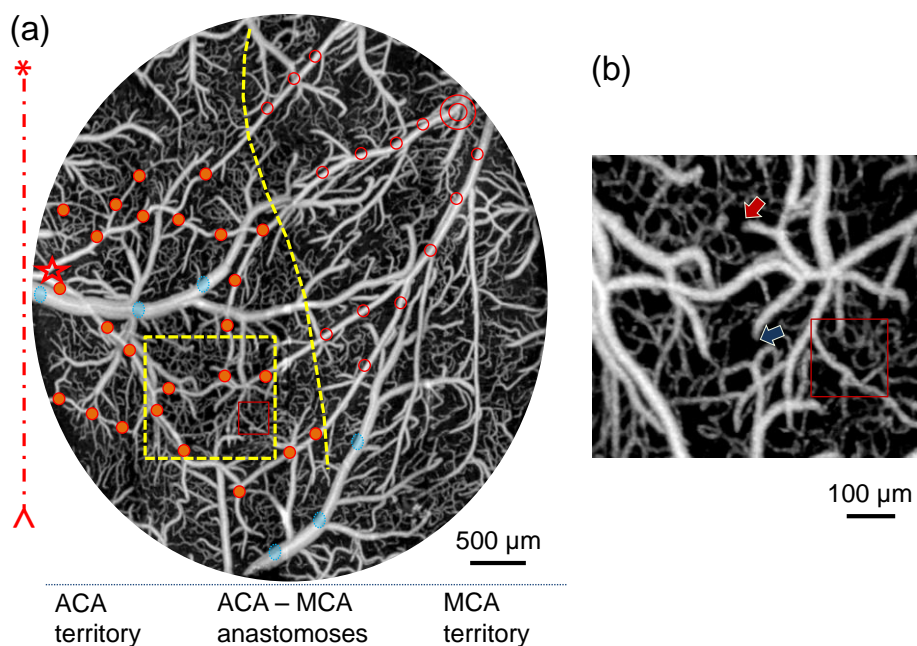 (a)
(b)
100 µm
500 µm
ACA
territory
ACA – MCA
anastomoses
MCA
territory